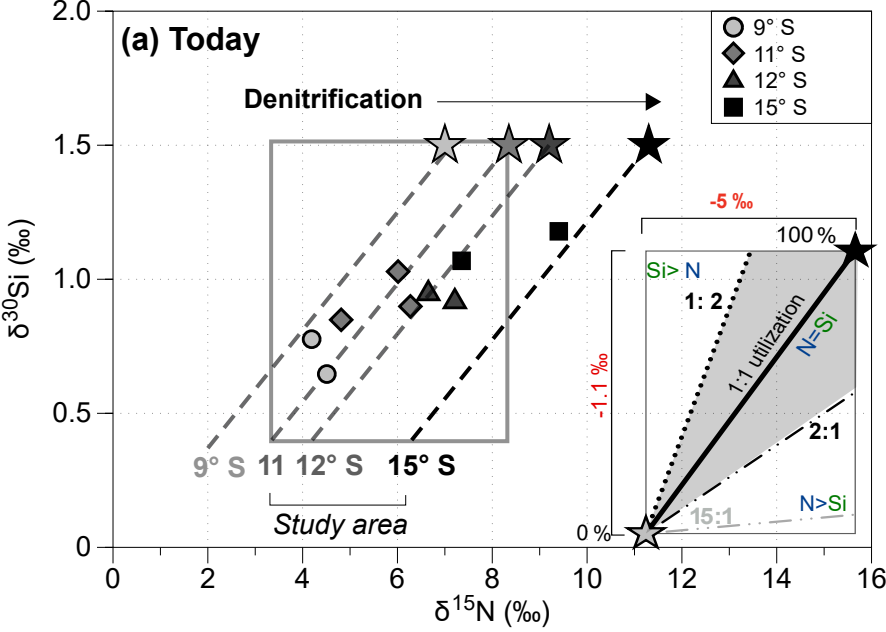 (a) Today
9° S
11° S
12° S
15° S
Denitrification
2.0
1.5
1.0
0.5
0
δ30Si (‰)
-5 ‰
100 %
Si> N
1: 2
1:1 utilization
N=Si
-1.1 ‰
2:1
N>Si
15:1
0 %
9° S 11 12° S 15° S
Study area
0 2 4 6 8 10 12 14 16
δ15N (‰)